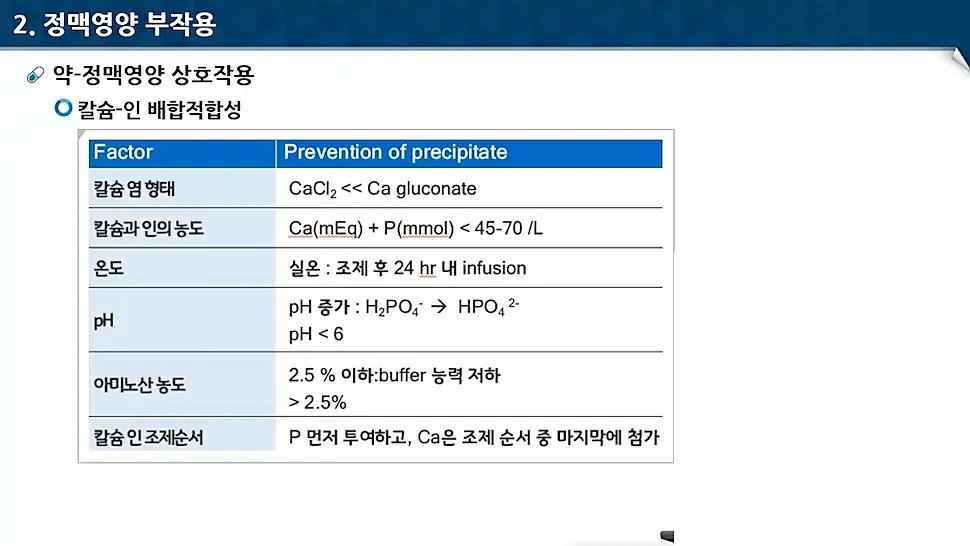 2. 정맥영양 부작용
약-정맥영양 상호작용
칼슘-인 배합적합성
Factor Prevention of precipitate
칼슘 염 형태 CaCl₂ << Ca gluconate
칼슘과 인의 농도 Ca(mEq) + P(mmol) < 45-70 /L
온도 실온 : 조제 후 24 hr 내 infusion
pH pH 증가 : H₂PO₄⁻ → HPO₄ ²⁻
pH < 6
아미노산 농도 2.5 % 이하:buffer 능력 저하
> 2.5%
칼슘 인 조제순서 P 먼저 투여하고, Ca은 조제 순서 중 마지막에 첨가